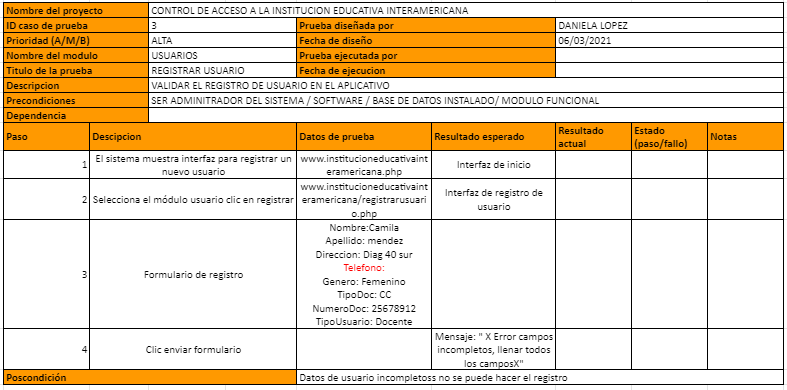 Nombre del proyecto CONTROL DE ACCESO A LA INSTITUCION EDUCATIVA INTERAMERICANA
ID caso de prueba 3 Prueba diseñada por DANIELA LOPEZ
Prioridad (A/M/B) ALTA Fecha de diseño 06/03/2021
Nombre del modulo USUARIOS Prueba ejecutada por
Titulo de la prueba REGISTRAR USUARIO Fecha de ejecucion
Descripcion VALIDAR EL REGISTRO DE USUARIO EN EL APLICATIVO
Precondiciones SER ADMINITRADOR DEL SISTEMA / SOFTWARE / BASE DE DATOS INSTALADO/ MODULO FUNCIONAL
Dependencia
Paso Descipcion Datos de prueba Resultado esperado Resultado actual Estado (paso/fallo) Notas
1 El sistema muestra interfaz para registrar un nuevo usuario www.institucioneducativainteramericana.php Interfaz de inicio
2 Selecciona el módulo usuario clic en registrar www.institucioneducativainteramericana/registrarusuario.php Interfaz de registro de usuario
3 Formulario de registro
Nombre:Camila
Apellido: mendez
Direccion: Diag 40 sur
Telefono:
Genero: Femenino
TipoDoc: CC
NumeroDoc: 25678912
TipoUsuario: Docente
4 Clic enviar formulario Mensaje: " X Error campos incompletos, llenar todos los camposX"
Poscondición Datos de usuario incompletoss no se puede hacer el registro